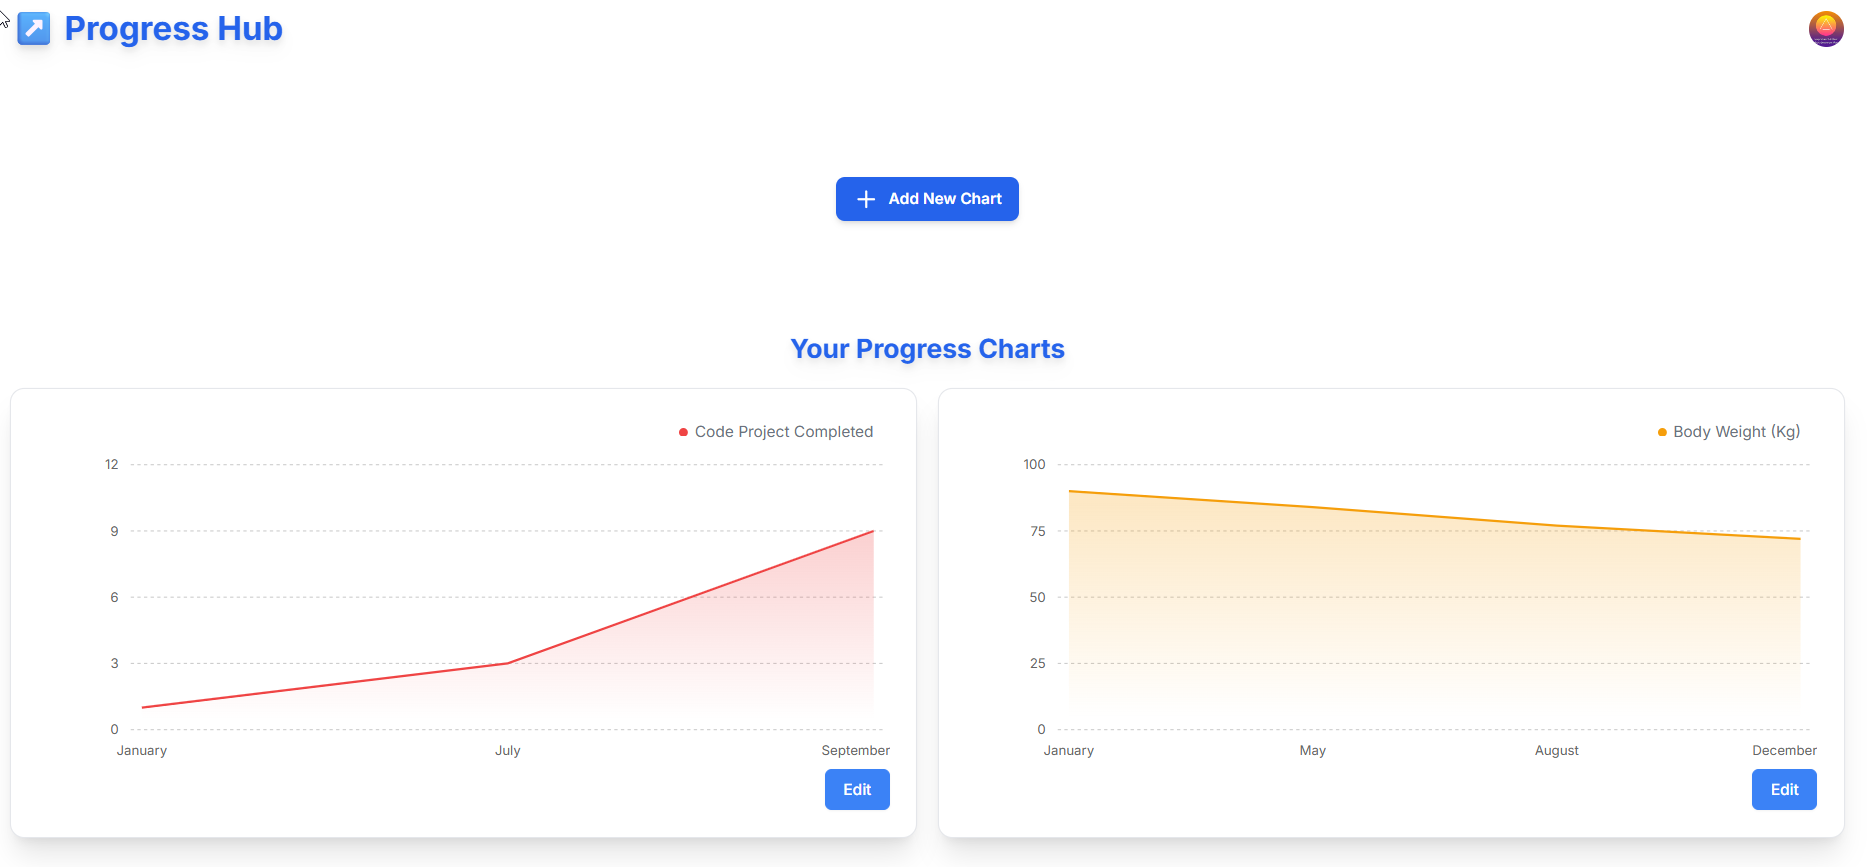 Progress Hub
Add New Chart
Your Progress Charts
Code Project Completed
12
9
6
3
0
January July September
Edit
Body Weight (Kg)
100
75
50
25
0
January May August December
Edit